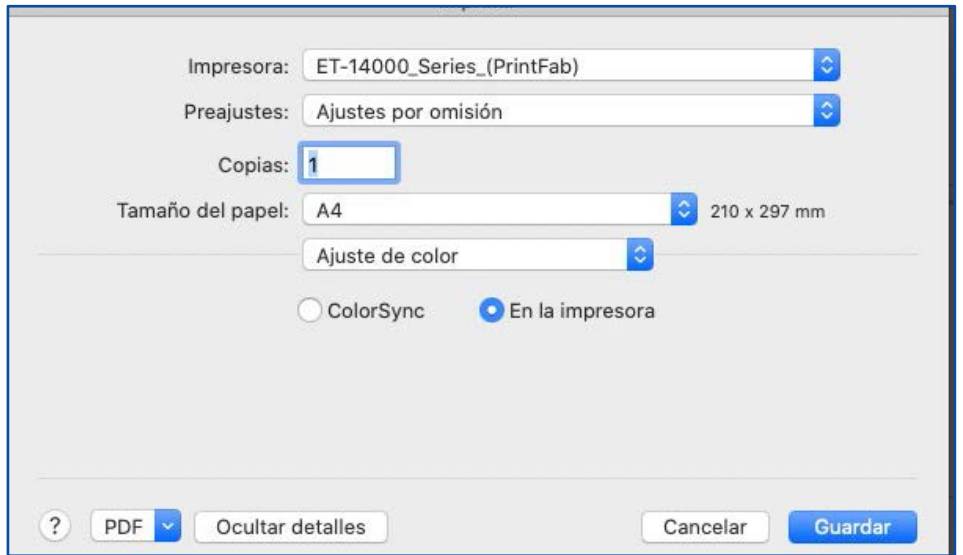 Impresora: ET-14000_Series_(PrintFab)
Preajustes: Ajustes por omisión
Copias: 1
Tamaño del papel: A4 210 x 297 mm
Ajuste de color
ColorSync En la impresora
? PDF Ocultar detalles Cancelar Guardar